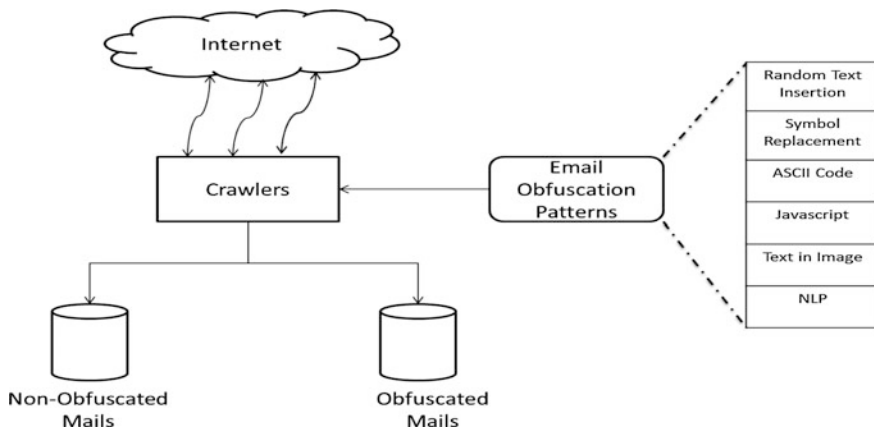 Internet
Crawlers
Email
Obfuscation
Patterns
Random Text
Insertion
Symbol
Replacement
ASCII Code
Javascript
Text in Image
NLP
Non-Obfuscated
Mails
Obfuscated
Mails